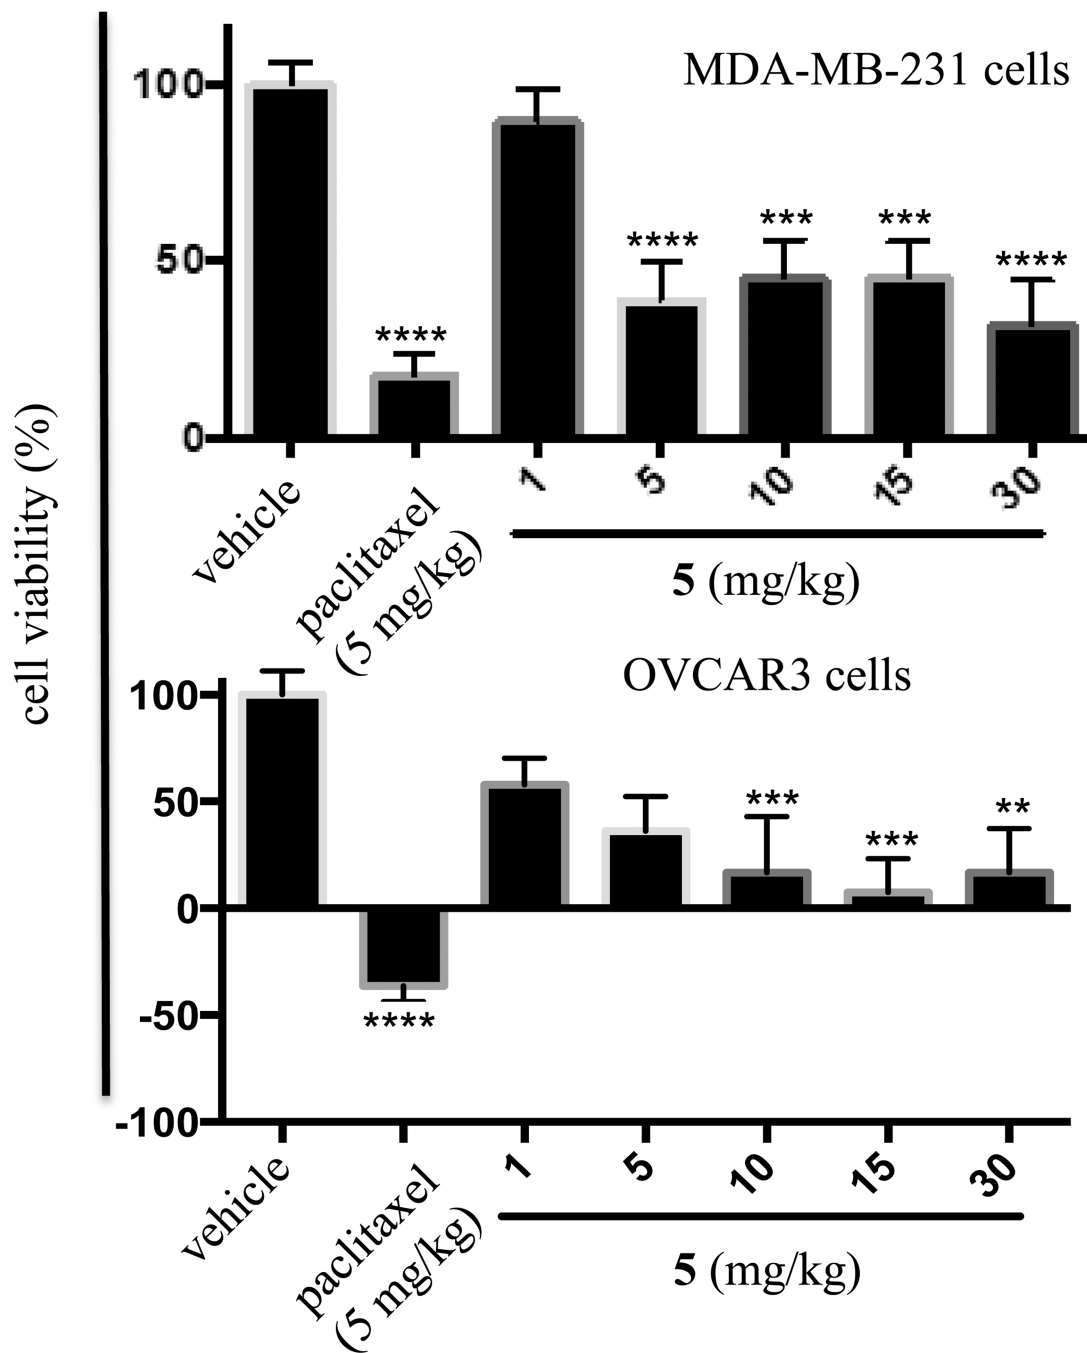 cell viability (%)
MDA-MB-231 cells
100
50
0
****
****
***
***
****
vehicle
paclitaxel
(5 mg/kg)
1
5
10
15
30
5 (mg/kg)
OVCAR3 cells
100
50
0
-50
-100
****
***
***
**
vehicle
paclitaxel
(5 mg/kg)
1
5
10
15
30
5 (mg/kg)